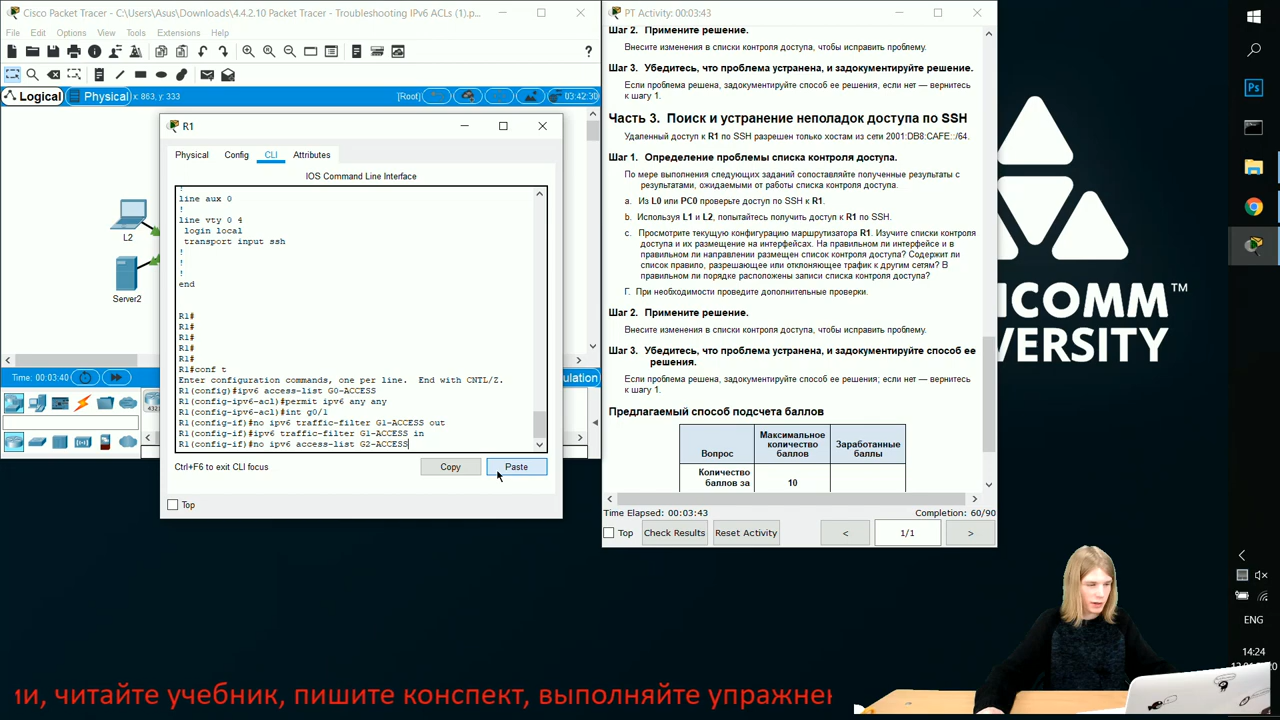 Cisco Packet Tracer - C:\Users\Asus\Downloads\4.4.2.10 Packet Tracer - Troubleshooting IPv6 ACLs (1).p...
File Edit Options View Tools Extensions Help
?
Logical Physical x: 863, y: 333 [Root] 03:42:30
L2
Server2
Time: 00:03:40
R1
Physical Config CLI Attributes
IOS Command Line Interface
!
line aux 0
!
line vty 0 4
login local
transport input ssh
!
!
!
end
R1#
R1#
R1#
R1#
R1#
R1#conf t
Enter configuration commands, one per line. End with CNTL/Z.
R1(config)#ipv6 access-list G0-ACCESS
R1(config-ipv6-acl)#permit ipv6 any any
R1(config-ipv6-acl)#int g0/1
R1(config-if)#no ipv6 traffic-filter G1-ACCESS out
R1(config-if)#ipv6 traffic-filter G1-ACCESS in
R1(config-if)#no ipv6 access-list G2-ACCESS
Ctrl+F6 to exit CLI focus
Copy Paste
Top
PT Activity: 00:03:43
Шаг 2. Примените решение.
Внесите изменения в списки контроля доступа, чтобы исправить проблему.
Шаг 3. Убедитесь, что проблема устранена, и задокументируйте решение.
Если проблема решена, задокументируйте способ ее решения, если нет — вернитесь
к шагу 1.
Часть 3. Поиск и устранение неполадок доступа по SSH
Удаленный доступ к R1 по SSH разрешен только хостам из сети 2001:DB8:CAFE::/64.
Шаг 1. Определение проблемы списка контроля доступа.
По мере выполнения следующих заданий сопоставляйте полученные результаты с
результатами, ожидаемыми от работы списка контроля доступа.
a. Из L0 или PC0 проверьте доступ по SSH к R1.
b. Используя L1 и L2, попытайтесь получить доступ к R1 по SSH.
c. Просмотрите текущую конфигурацию маршрутизатора R1. Изучите списки контроля
доступа и их размещение на интерфейсах. На правильном ли интерфейсе и в
правильном ли направлении размещен список контроля доступа? Содержит ли
список правило, разрешающее или отклоняющее трафик к другим сетям? В
правильном ли порядке расположены записи списка контроля доступа?
Г. При необходимости проведите дополнительные проверки.
Шаг 2. Примените решение.
Внесите изменения в списки контроля доступа, чтобы исправить проблему.
Шаг 3. Убедитесь, что проблема устранена, и задокументируйте способ ее
решения.
Если проблема решена, задокументируйте способ ее решения; если нет — вернитесь
к шагу 1.
Предлагаемый способ подсчета баллов
Вопрос Максимальное количество баллов Заработанные баллы
Количество баллов за 10
Time Elapsed: 00:03:43 Completion: 60/90
Top Check Results Reset Activity < 1/1 >
ENG
14:24
ли, читайте учебник, пишите конспект, выполняйте упражнен